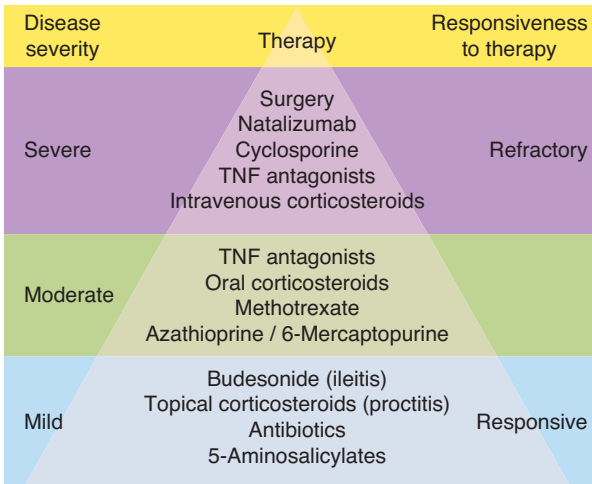 Disease
severity
Therapy
Responsiveness
to therapy
Severe
Surgery
Natalizumab
Cyclosporine
TNF antagonists
Intravenous corticosteroids
Refractory
Moderate
TNF antagonists
Oral corticosteroids
Methotrexate
Azathioprine / 6-Mercaptopurine
Mild
Budesonide (ileitis)
Topical corticosteroids (proctitis)
Antibiotics
5-Aminosalicylates
Responsive